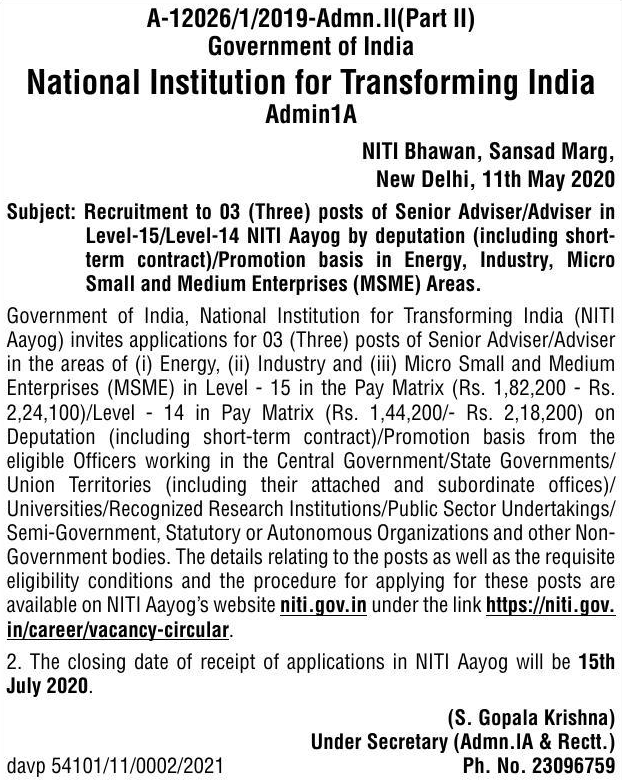 A-12026/1/2019-Admn.II(Part II)
Government of India
National Institution for Transforming India
Admin1A
NITI Bhawan, Sansad Marg,
New Delhi, 11th May 2020
Subject: Recruitment to 03 (Three) posts of Senior Adviser/Adviser in
Level-15/Level-14 NITI Aayog by deputation (including short-
term contract)/Promotion basis in Energy, Industry, Micro
Small and Medium Enterprises (MSME) Areas.
Government of India, National Institution for Transforming India (NITI
Aayog) invites applications for 03 (Three) posts of Senior Adviser/Adviser
in the areas of (i) Energy, (ii) Industry and (iii) Micro Small and Medium
Enterprises (MSME) in Level - 15 in the Pay Matrix (Rs. 1,82,200 - Rs.
2,24,100)/Level - 14 in Pay Matrix (Rs. 1,44,200/- Rs. 2,18,200) on
Deputation (including short-term contract)/Promotion basis from the
eligible Officers working in the Central Government/State Governments/
Union Territories (including their attached and subordinate offices)/
Universities/Recognized Research Institutions/Public Sector Undertakings/
Semi-Government, Statutory or Autonomous Organizations and other Non-
Government bodies. The details relating to the posts as well as the requisite
eligibility conditions and the procedure for applying for these posts are
available on NITI Aayog's website niti.gov.in under the link https://niti.gov.
in/career/vacancy-circular.
2. The closing date of receipt of applications in NITI Aayog will be 15th
July 2020.
(S. Gopala Krishna)
Under Secretary (Admn.IA & Rectt.)
davp 54101/11/0002/2021 Ph. No. 23096759